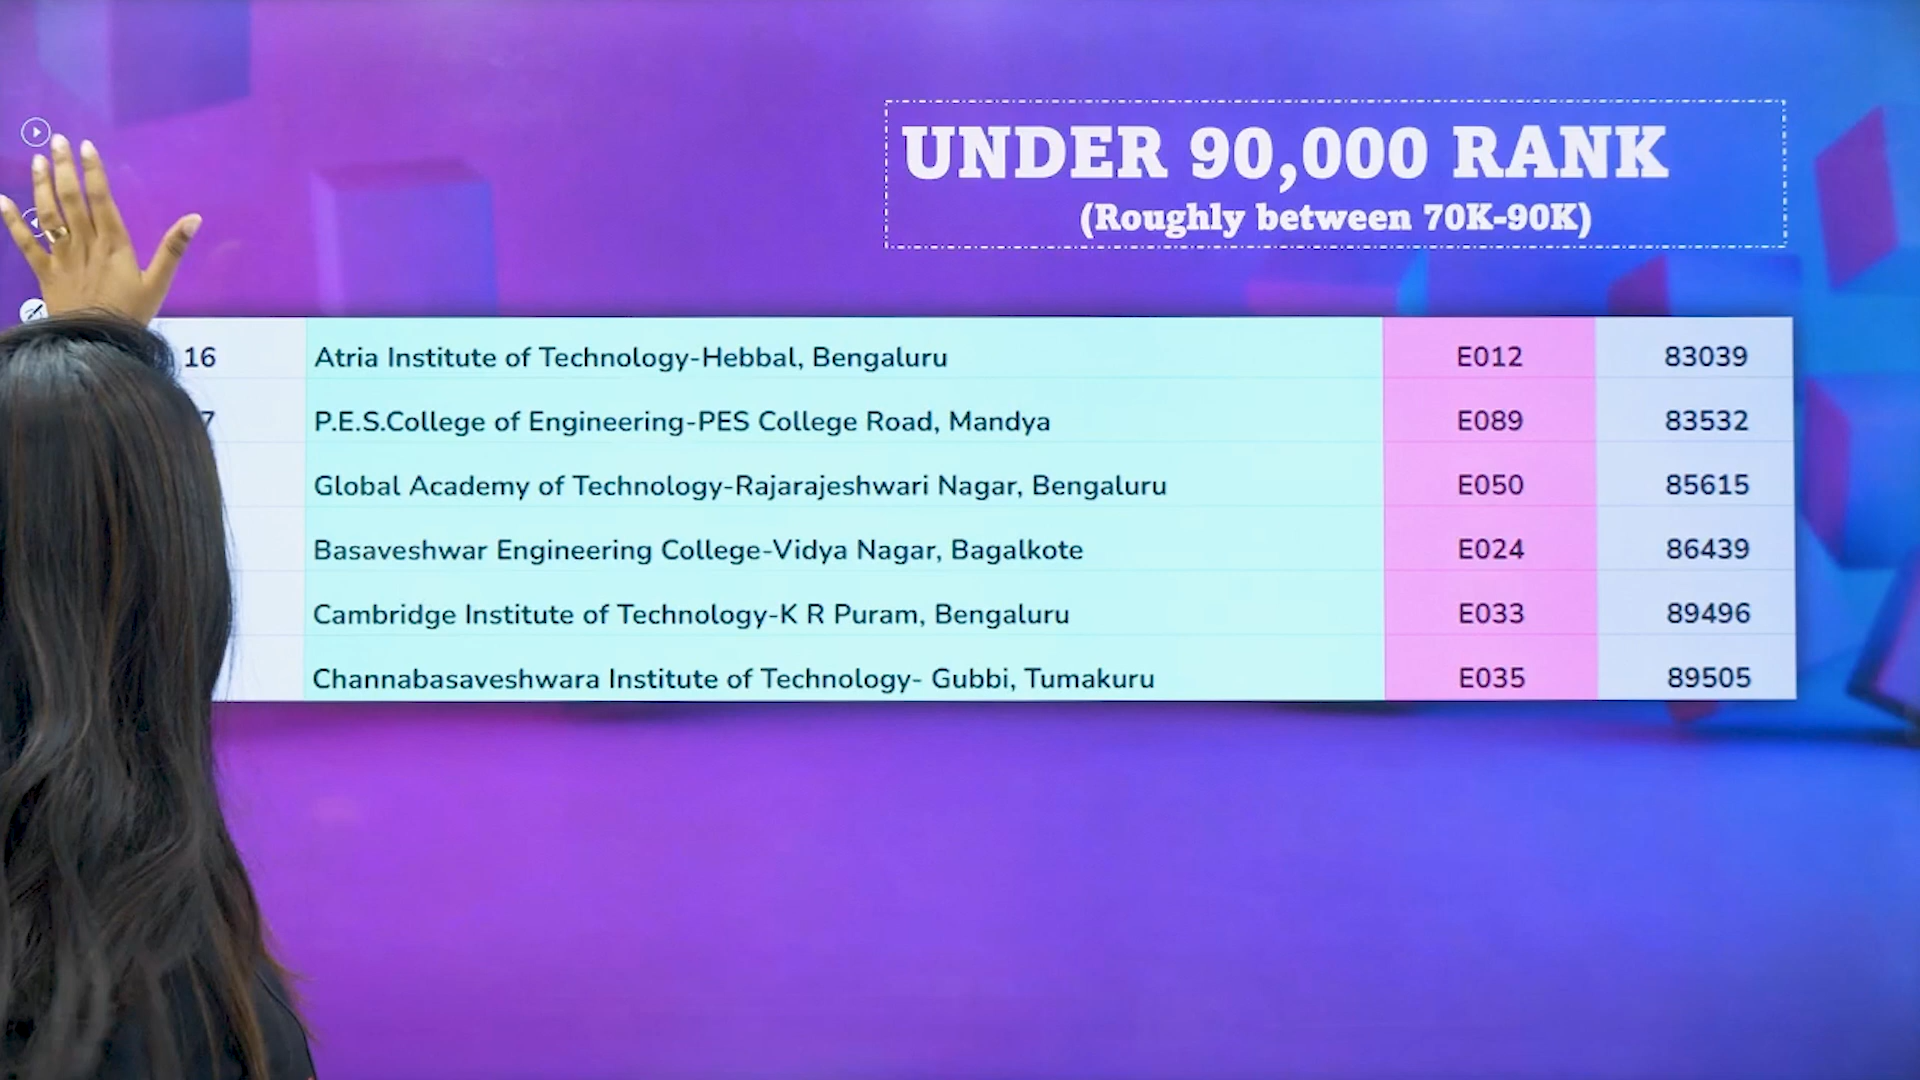 UNDER 90,000 RANK
(Roughly between 70K-90K)
16 Atria Institute of Technology-Hebbal, Bengaluru E012 83039
7 P.E.S.College of Engineering-PES College Road, Mandya E089 83532
Global Academy of Technology-Rajarajeshwari Nagar, Bengaluru E050 85615
Basaveshwar Engineering College-Vidya Nagar, Bagalkote E024 86439
Cambridge Institute of Technology-K R Puram, Bengaluru E033 89496
Channabasaveshwara Institute of Technology- Gubbi, Tumakuru E035 89505